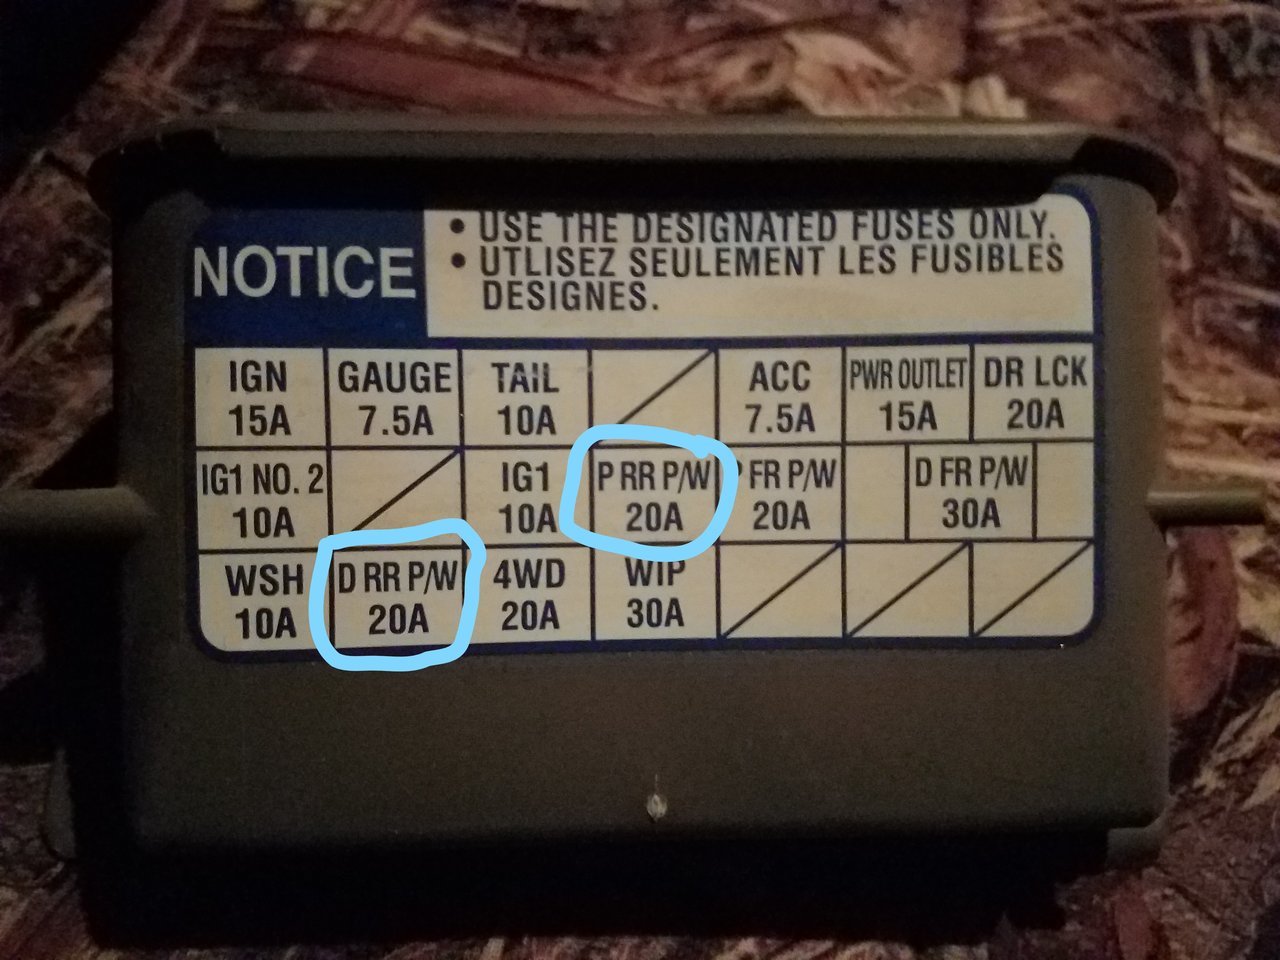 NOTICE
• USE THE DESIGNATED FUSES ONLY.
• UTLISEZ SEULEMENT LES FUSIBLES
DESIGNES.
IGN GAUGE TAIL ACC PWR OUTLET DR LCK
15A 7.5A 10A 7.5A 15A 20A
IG1 NO. 2 IG1 P RR P/W P FR P/W D FR P/W
10A 10A 20A 20A 30A
WSH D RR P/W 4WD WIP
10A 20A 20A 30A